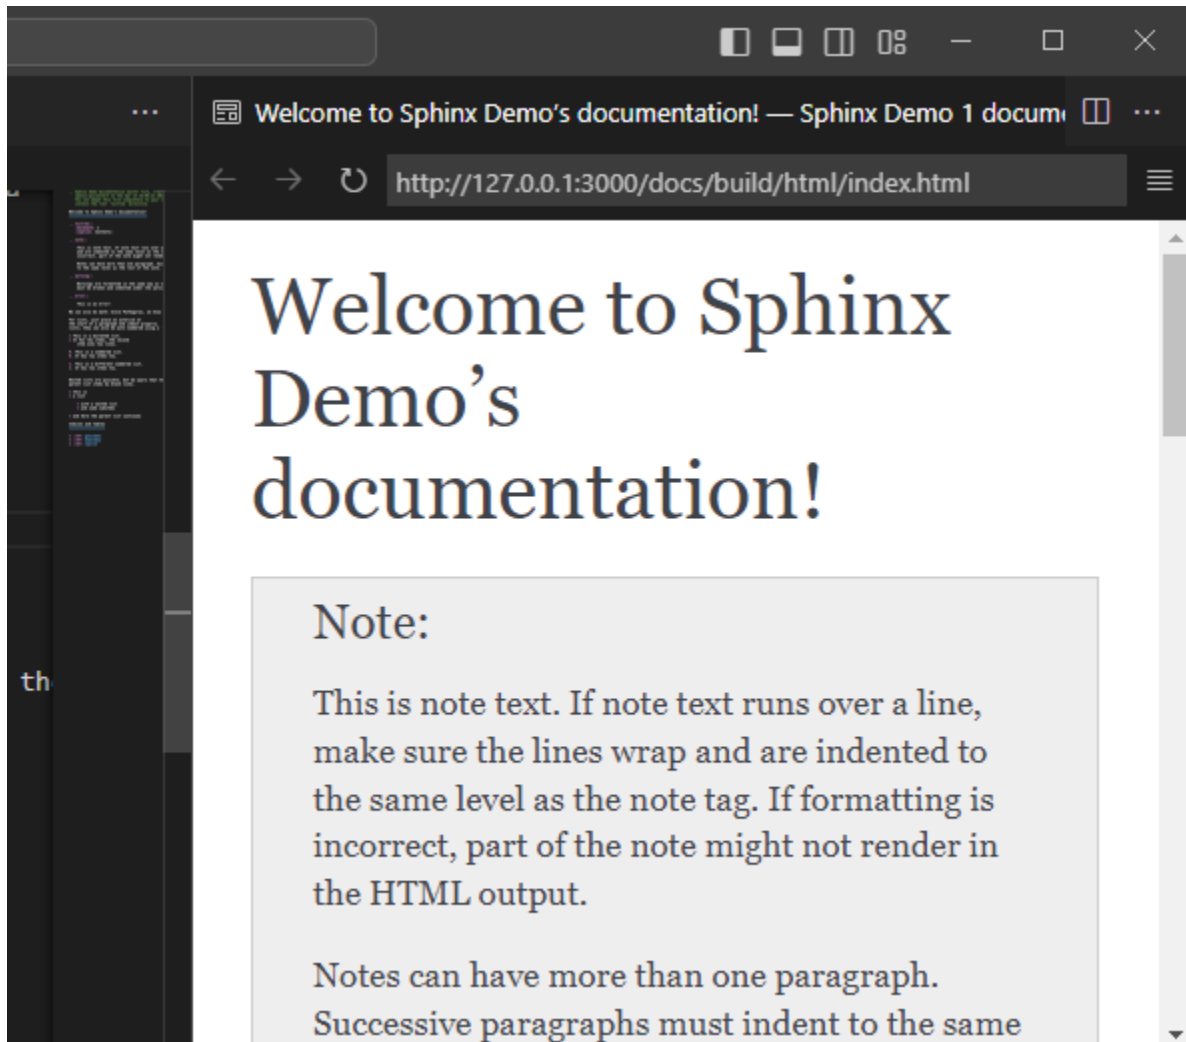 Welcome to Sphinx Demo’s documentation! — Sphinx Demo 1 docum
http://127.0.0.1:3000/docs/build/html/index.html
Welcome to Sphinx
Demo’s
documentation!
Note:
This is note text. If note text runs over a line,
make sure the lines wrap and are indented to
the same level as the note tag. If formatting is
incorrect, part of the note might not render in
the HTML output.
Notes can have more than one paragraph.
Successive paragraphs must indent to the same
th